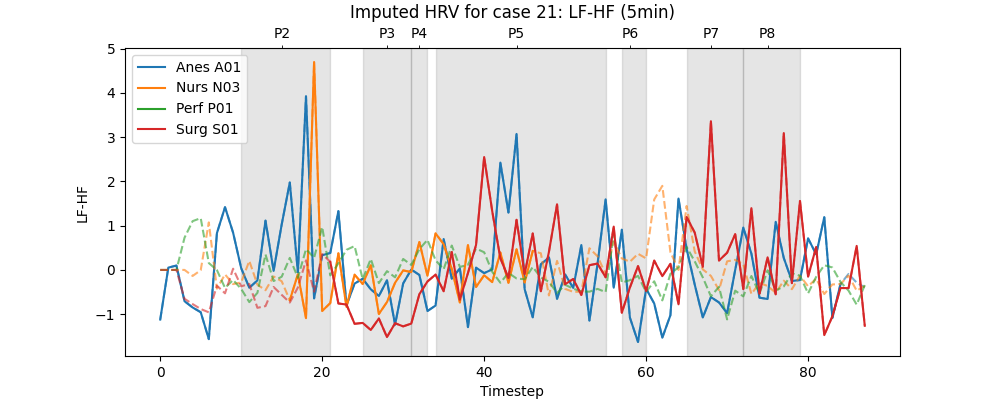 Imputed HRV for case 21: LF-HF (5min)
P2 P3 P4 P5 P6 P7 P8
Anes A01
Nurs N03
Perf P01
Surg S01
LF-HF
5
4
3
2
1
0
−1
0 20 40 60 80
Timestep